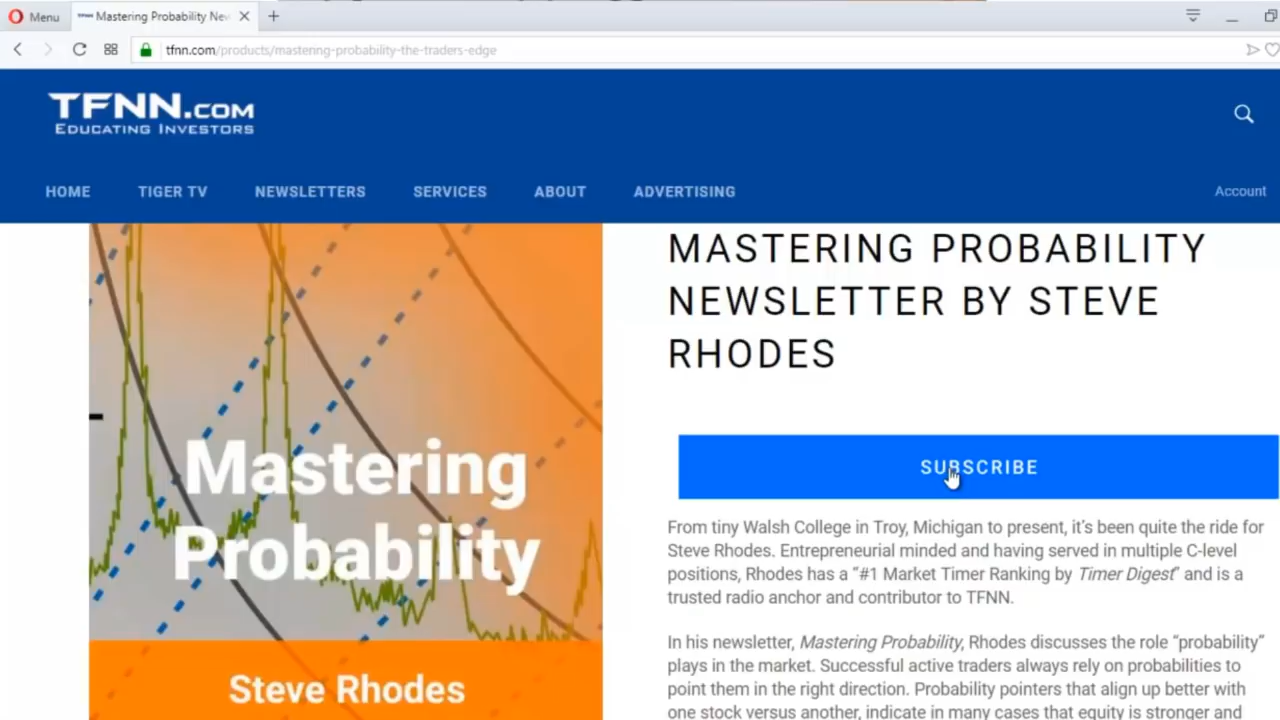 Menu
Mastering Probability New
tfnn.com/products/mastering-probability-the-traders-edge
TFNN.COM
EDUCATING INVESTORS
HOME TIGER TV NEWSLETTERS SERVICES ABOUT ADVERTISING Account
Mastering
Probability
Steve Rhodes
MASTERING PROBABILITY
NEWSLETTER BY STEVE
RHODES
SUBSCRIBE
From tiny Walsh College in Troy, Michigan to present, it's been quite the ride for
Steve Rhodes. Entrepreneurial minded and having served in multiple C-level
positions, Rhodes has a “#1 Market Timer Ranking by Timer Digest” and is a
trusted radio anchor and contributor to TFNN.
In his newsletter, Mastering Probability, Rhodes discusses the role “probability”
plays in the market. Successful active traders always rely on probabilities to
point them in the right direction. Probability pointers that align up better with
one stock versus another, indicate in many cases that equity is stronger and